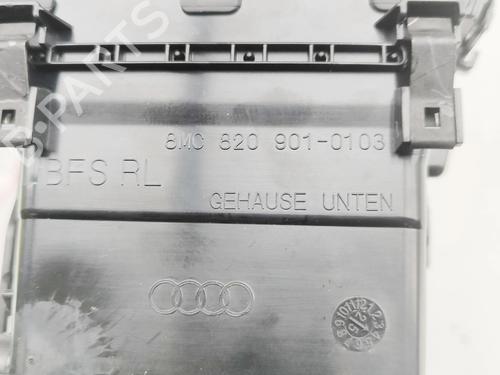 8MC 820 901-0103
BFS RL
GEHAUSE UNTEN
B-PARTS